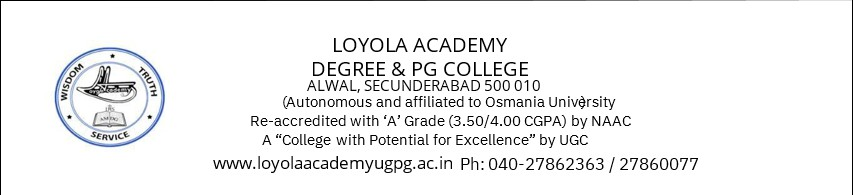 WISDOM
TRUTH
SERVICE
LOYOLA ACADEMY
DEGREE & PG COLLEGE
ALWAL, SECUNDERABAD 500 010
(Autonomous and affiliated to Osmania University)
Re-accredited with ‘A’ Grade (3.50/4.00 CGPA) by NAAC
A “College with Potential for Excellence” by UGC
www.loyolaacademyugpg.ac.in Ph: 040-27862363 / 27860077